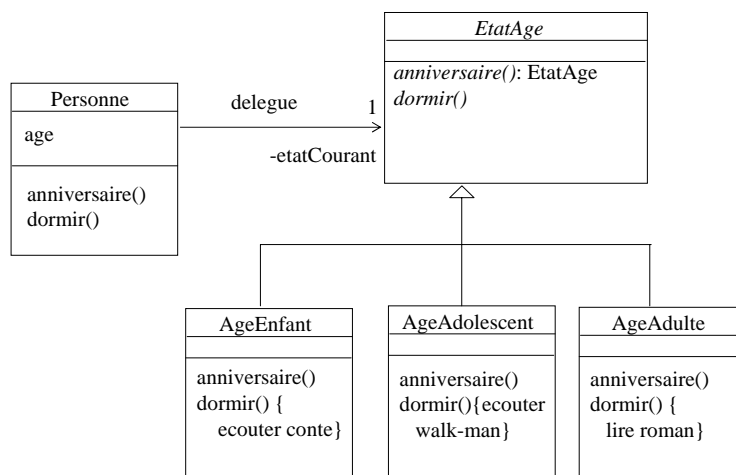 EtatAge
anniversaire(): EtatAge
dormir()
Personne
age
anniversaire()
dormir()
delegue
1
-etatCourant
AgeEnfant
anniversaire()
dormir() {
ecouter conte}
AgeAdolescent
anniversaire()
dormir(){ecouter
walk-man}
AgeAdulte
anniversaire()
dormir() {
lire roman}